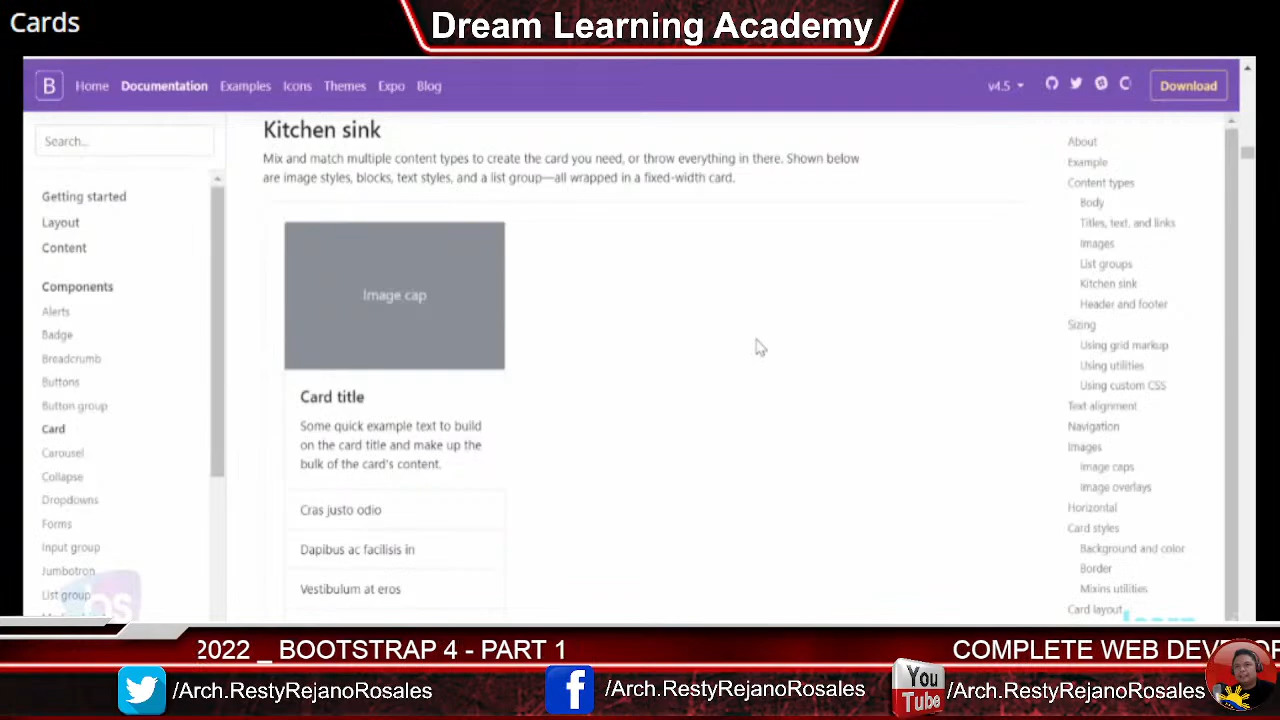 Cards
Dream Learning Academy
B Home Documentation Examples Icons Themes Expo Blog v4.5 Download
Search...
Getting started
Layout
Content
Components
Alerts
Badge
Breadcrumb
Buttons
Button group
Card
Carousel
Collapse
Dropdowns
Forms
Input group
Jumbotron
List group
Kitchen sink
Mix and match multiple content types to create the card you need, or throw everything in there. Shown below
are image styles, blocks, text styles, and a list group—all wrapped in a fixed-width card.
Image cap
Card title
Some quick example text to build
on the card title and make up the
bulk of the card's content.
Cras justo odio
Dapibus ac facilisis in
Vestibulum at eros
About
Example
Content types
Body
Titles, text, and links
Images
List groups
Kitchen sink
Header and footer
Sizing
Using grid markup
Using utilities
Using custom CSS
Text alignment
Navigation
Images
Image caps
Image overlays
Horizontal
Card styles
Background and color
Border
Mixins utilities
Card layout
bs
2022 _ BOOTSTRAP 4 - PART 1
COMPLETE WEB DEVELOP
/Arch.RestyRejanoRosales
f /Arch.RestyRejanoRosales
You Tube /Arch.RestyRejanoRosales